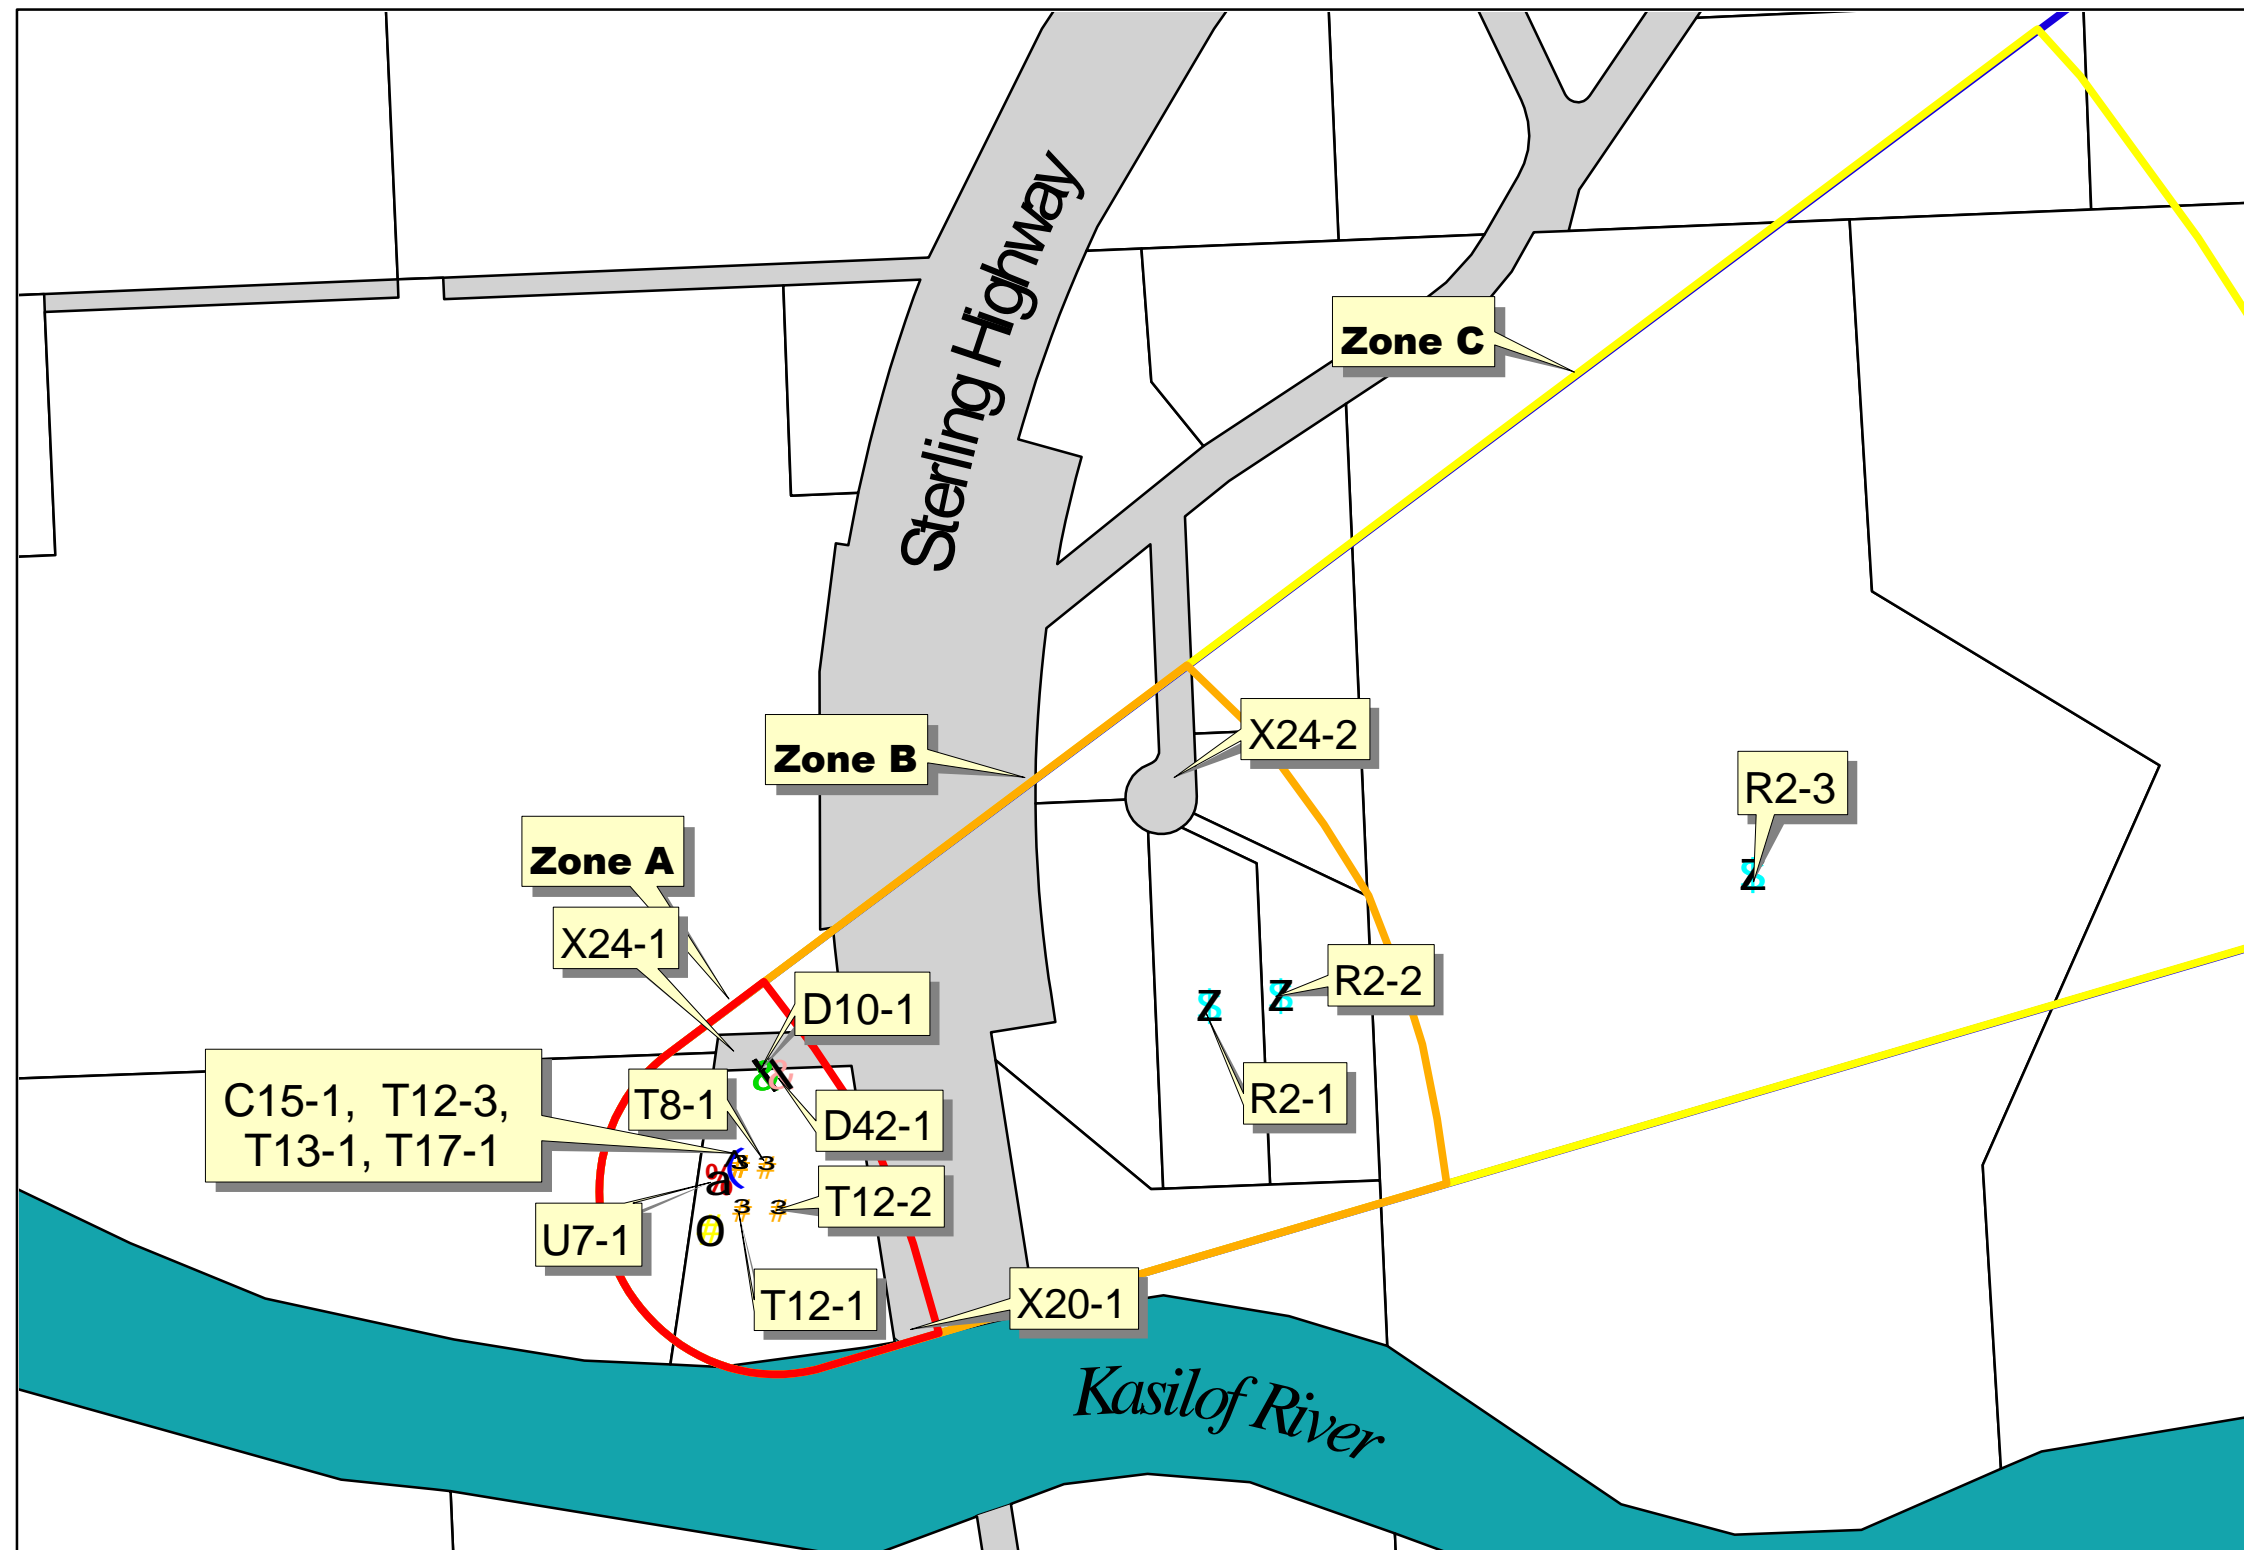 Sterling Highway
Zone C
X24-2
Zone B
R2-3
Zone A
X24-1
R2-2
D10-1
C15-1, T12-3,
T13-1, T17-1
T8-1
R2-1
D42-1
T12-2
U7-1
T12-1
X20-1
Kasilof River